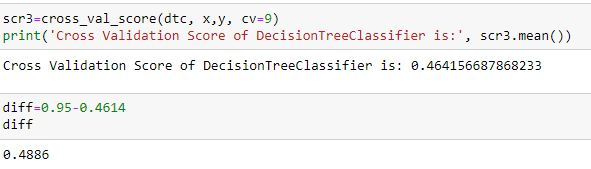 scr3=cross_val_score(dtc, x,y, cv=9)
print('Cross Validation Score of DecisionTreeClassifier is:', scr3.mean())
Cross Validation Score of DecisionTreeClassifier is: 0.464156687868233
diff=0.95-0.4614
diff
0.4886